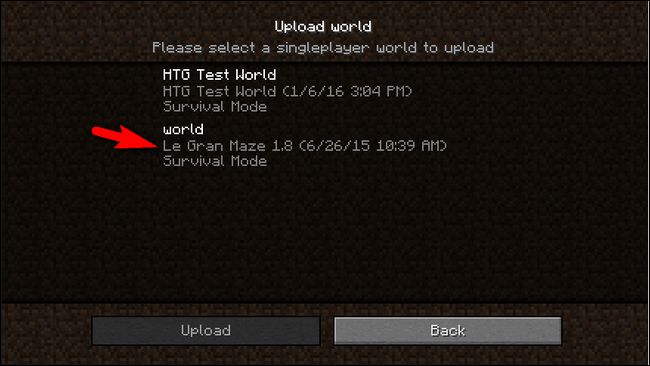 Upload world
Please select a singleplayer world to upload
HTG Test World
HTG Test World (1/6/16 3:04 PM)
Survival Mode
world
Le Gran Maze 1.8 (6/26/15 10:39 AM)
Survival Mode
Upload
Back